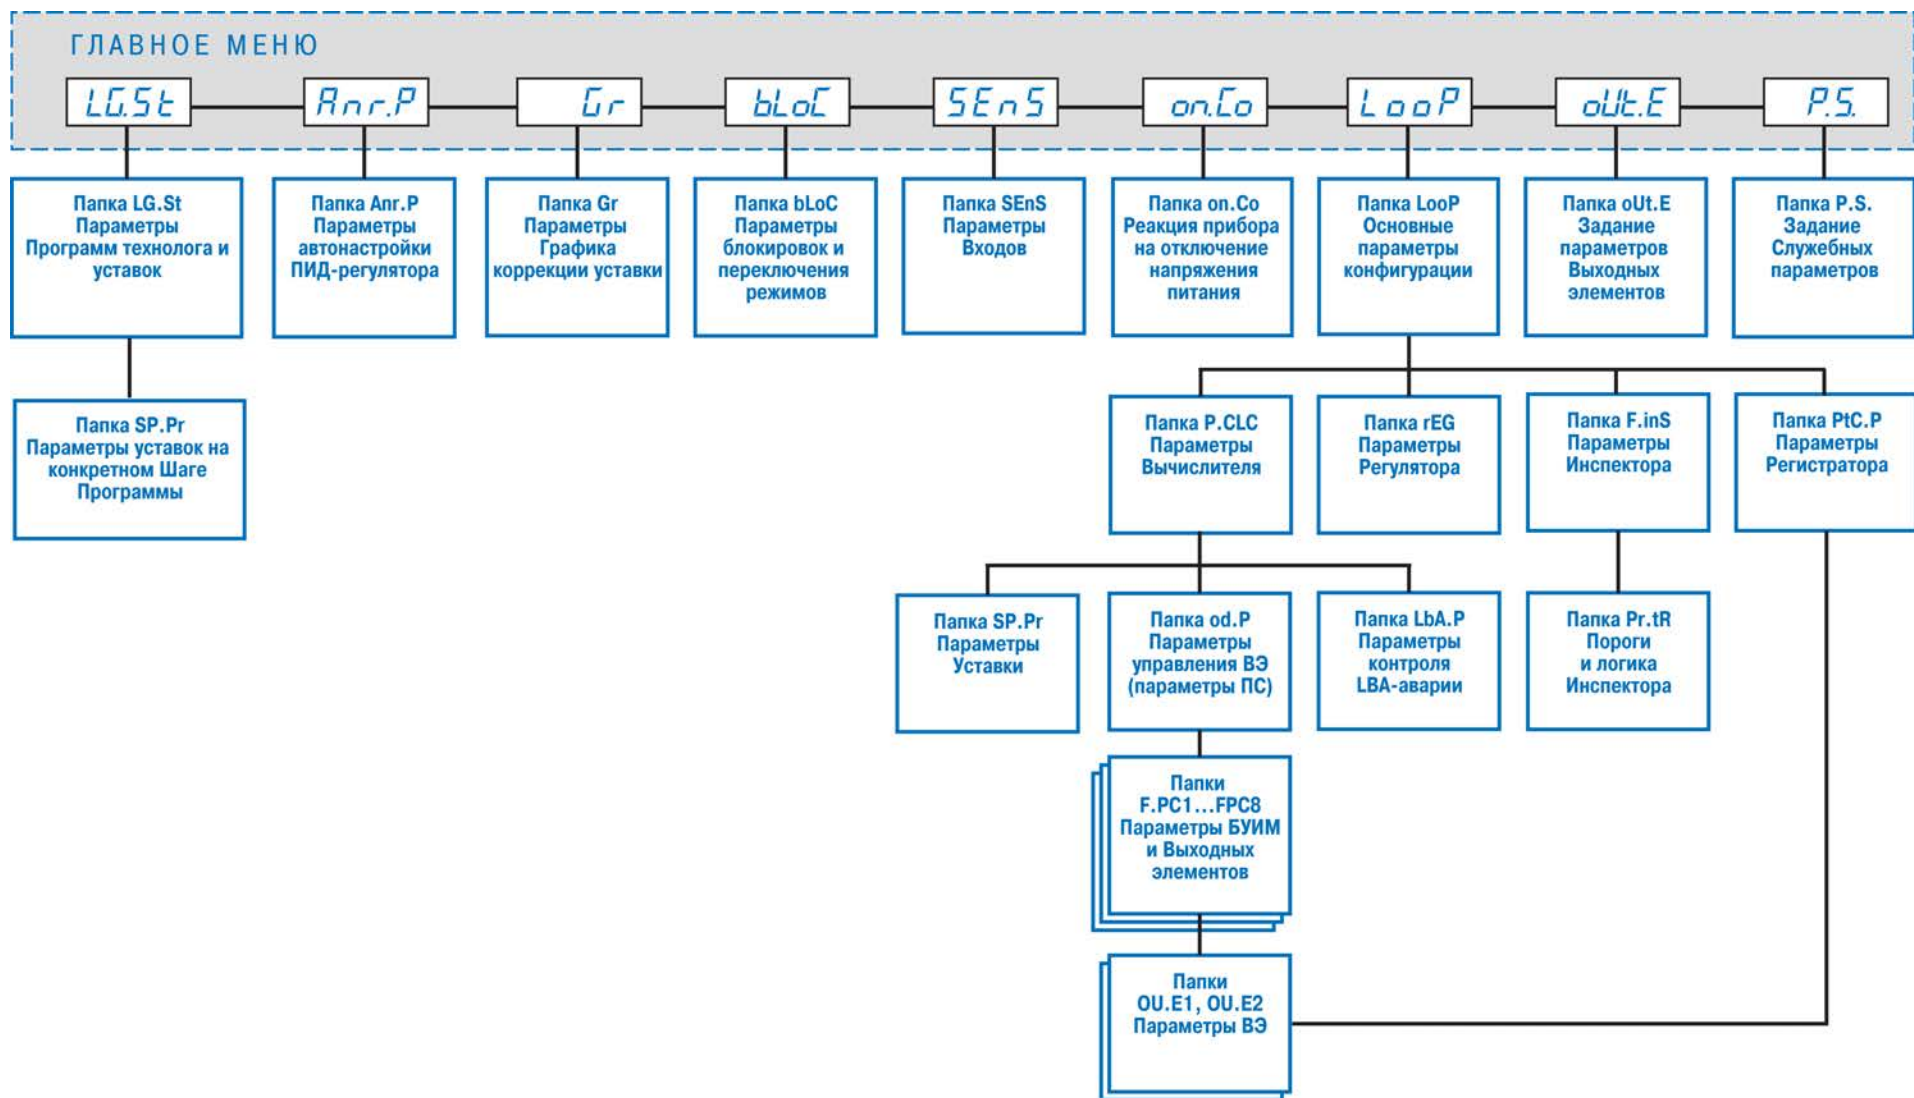 ГЛАВНОЕ МЕНЮ
LG.St
Anr.P
Gr
bLoC
SEnS
on.Co
LooP
oUt.E
P.S.
Папка LG.St
Параметры
Программ технолога и
уставок
Папка Anr.P
Параметры
автонастройки
ПИД-регулятора
Папка Gr
Параметры
Графика
коррекции уставки
Папка bLoC
Параметры
блокировок и
переключения
режимов
Папка SEnS
Параметры
Входов
Папка on.Co
Реакция прибора
на отключение
напряжения
питания
Папка LooP
Основные
параметры
конфигурации
Папка oUt.E
Задание
параметров
Выходных
элементов
Папка P.S.
Задание
Служебных
параметров
Папка SP.Pr
Параметры уставок на
конкретном Шаге
Программы
Папка P.CLC
Параметры
Вычислителя
Папка rEG
Параметры
Регулятора
Папка F.inS
Параметры
Инспектора
Папка PtC.P
Параметры
Регистратора
Папка SP.Pr
Параметры
Уставки
Папка od.P
Параметры
управления ВЭ
(параметры ПС)
Папка LbA.P
Параметры
контроля
LBA-аварии
Папка Pr.tR
Пороги
и логика
Инспектора
Папки
F.PC1...FPC8
Параметры БУИМ
и Выходных
элементов
Папки
OU.E1, OU.E2
Параметры ВЭ